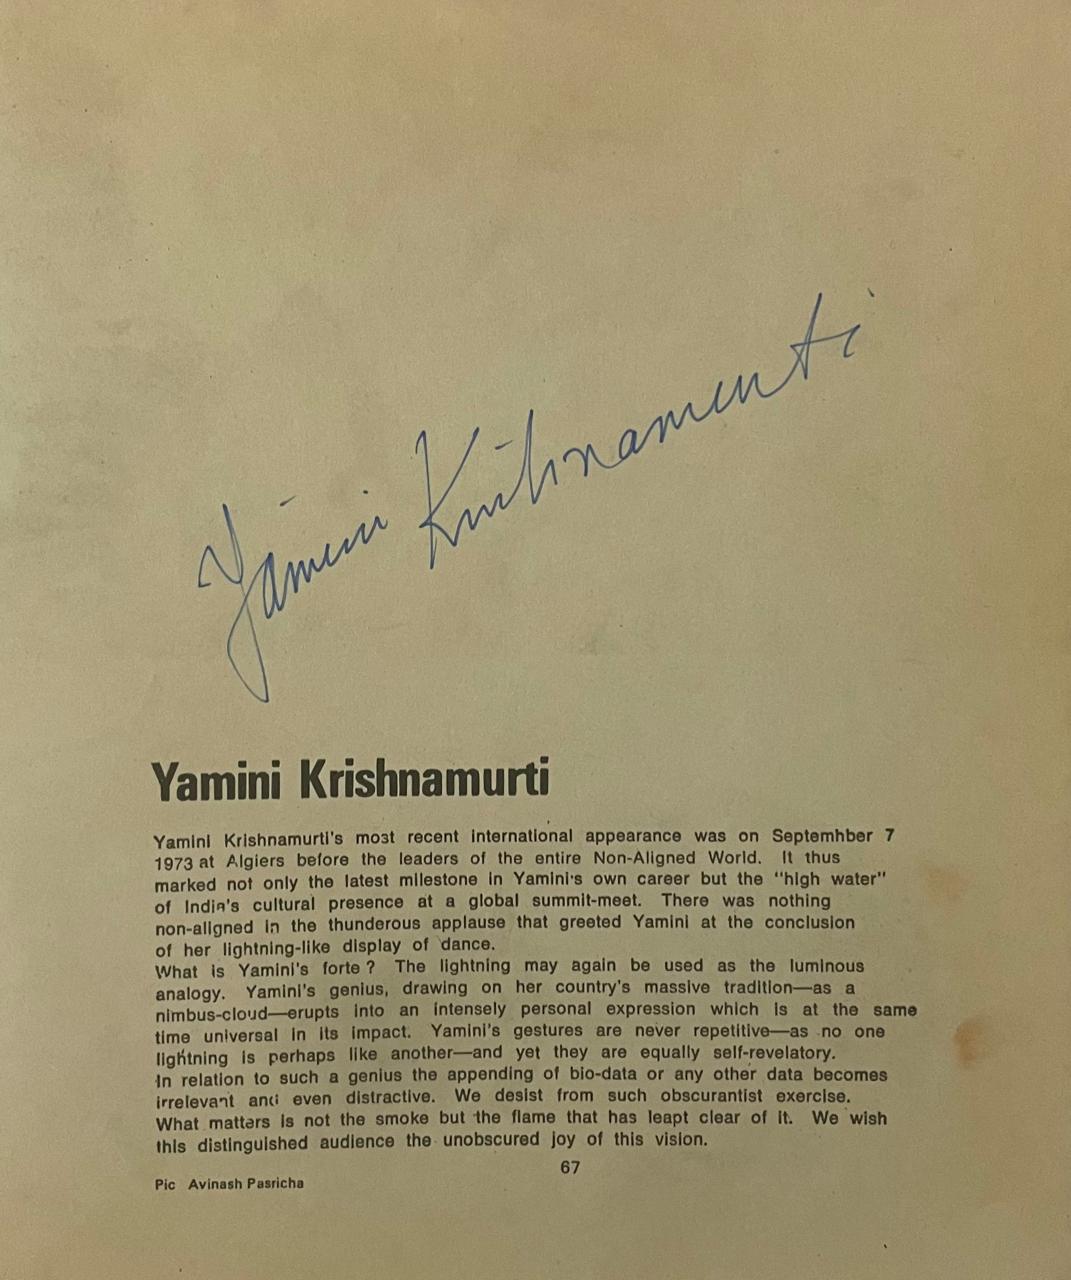 Yamini Krishnamurti
Yamini Krishnamurti
Yamini Krishnamurti's most recent international appearance was on Septemhber 7
1973 at Algiers before the leaders of the entire Non-Aligned World. It thus
marked not only the latest milestone in Yamini's own career but the "high water"
of India's cultural presence at a global summit-meet. There was nothing
non-aligned in the thunderous applause that greeted Yamini at the conclusion
of her lightning-like display of dance.
What is Yamini's forte ? The lightning may again be used as the luminous
analogy. Yamini's genius, drawing on her country's massive tradition—as a
nimbus-cloud—erupts into an intensely personal expression which is at the same
time universal in its impact. Yamini's gestures are never repetitive—as no one
lightning is perhaps like another—and yet they are equally self-revelatory.
In relation to such a genius the appending of bio-data or any other data becomes
irrelevant and even distractive. We desist from such obscurantist exercise.
What matters is not the smoke but the flame that has leapt clear of it. We wish
this distinguished audience the unobscured joy of this vision.
67
Pic Avinash Pasricha